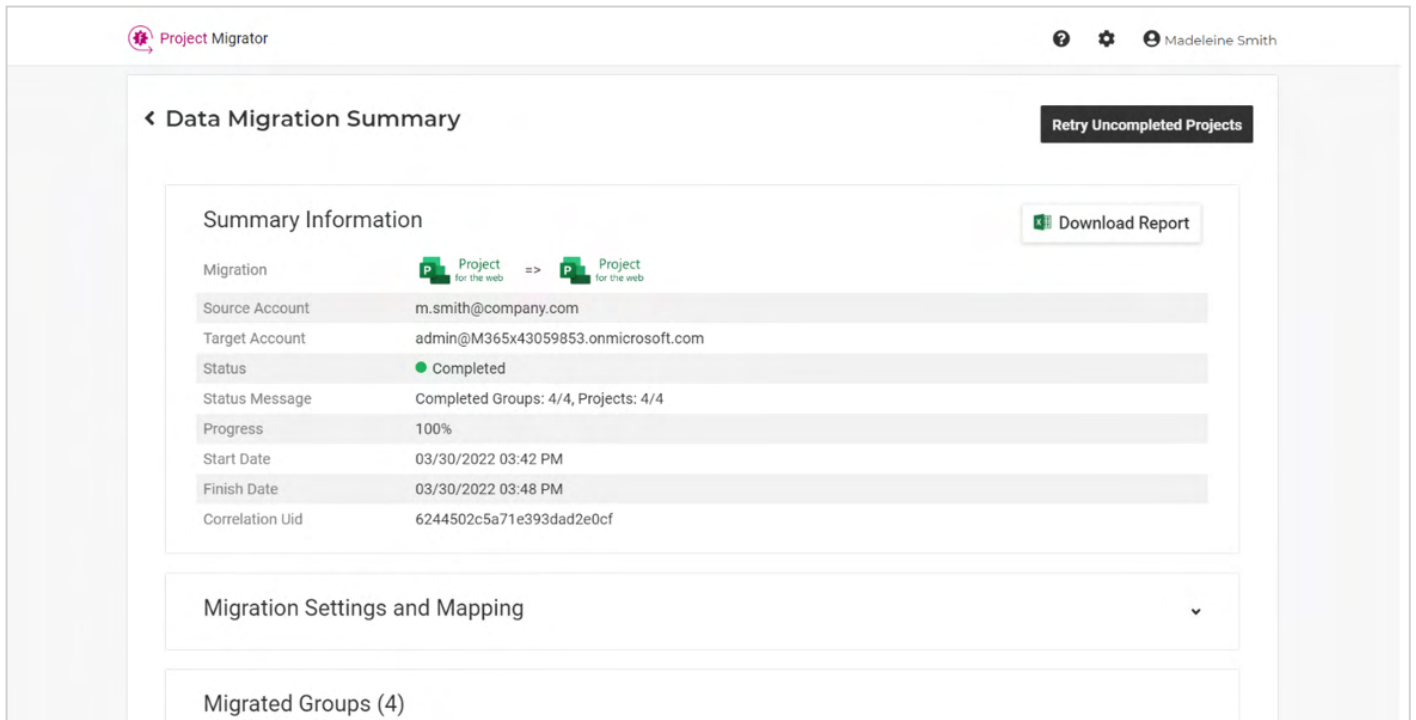 Project Migrator
Madeleine Smith
Data Migration Summary
Retry Uncompleted Projects
Summary Information
Download Report
Migration Project for the web => Project for the web
Source Account m.smith@company.com
Target Account admin@M365x43059853.onmicrosoft.com
Status Completed
Status Message Completed Groups: 4/4, Projects: 4/4
Progress 100%
Start Date 03/30/2022 03:42 PM
Finish Date 03/30/2022 03:48 PM
Correlation Uid 6244502c5a71e393dad2e0cf
Migration Settings and Mapping
Migrated Groups (4)